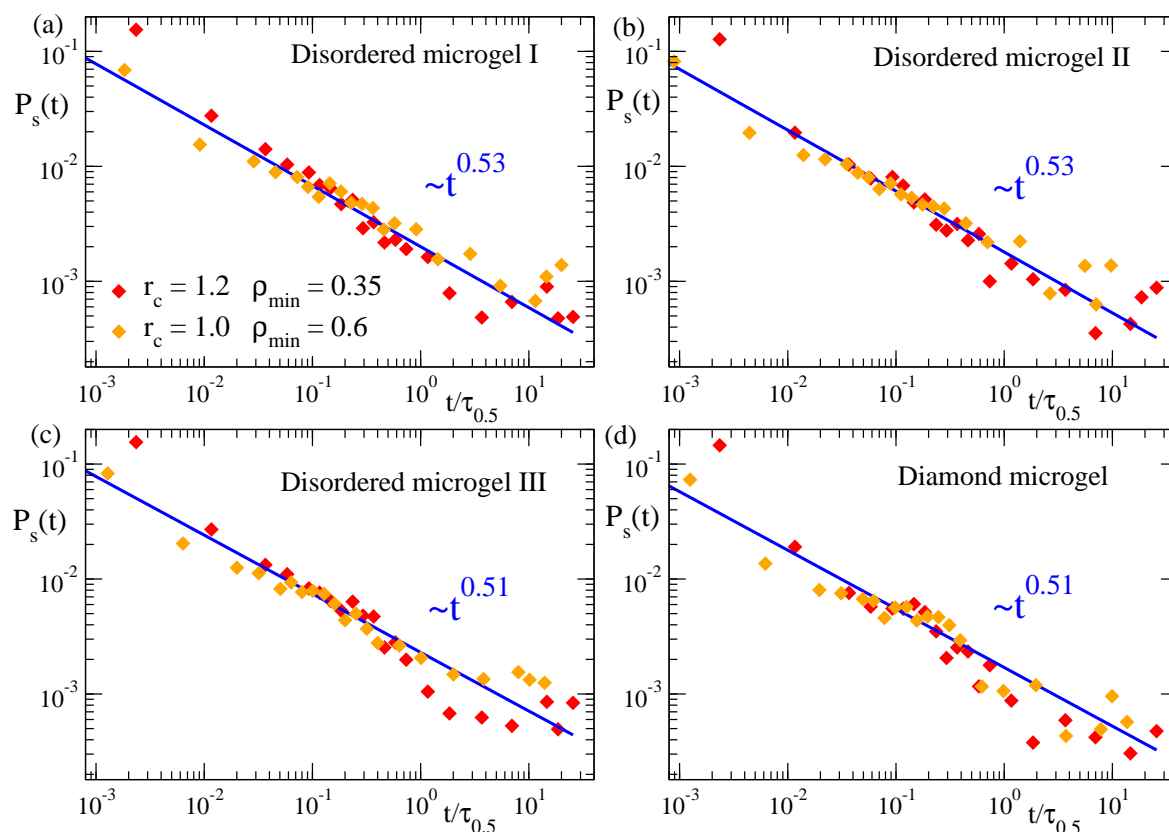 (a)
Disordered microgel I
10^-1
P_s(t)
10^-2
~t^0.53
10^-3
r_c = 1.2 ρ_min = 0.35
r_c = 1.0 ρ_min = 0.6
10^-3 10^-2 10^-1 10^0 10^1
t/τ_0.5
(b)
Disordered microgel II
10^-1
P_s(t)
10^-2
~t^0.53
10^-3
10^-3 10^-2 10^-1 10^0 10^1
t/τ_0.5
(c)
Disordered microgel III
10^-1
P_s(t)
10^-2
~t^0.51
10^-3
10^-3 10^-2 10^-1 10^0 10^1
t/τ_0.5
(d)
Diamond microgel
10^-1
P_s(t)
10^-2
~t^0.51
10^-3
10^-3 10^-2 10^-1 10^0 10^1
t/τ_0.5